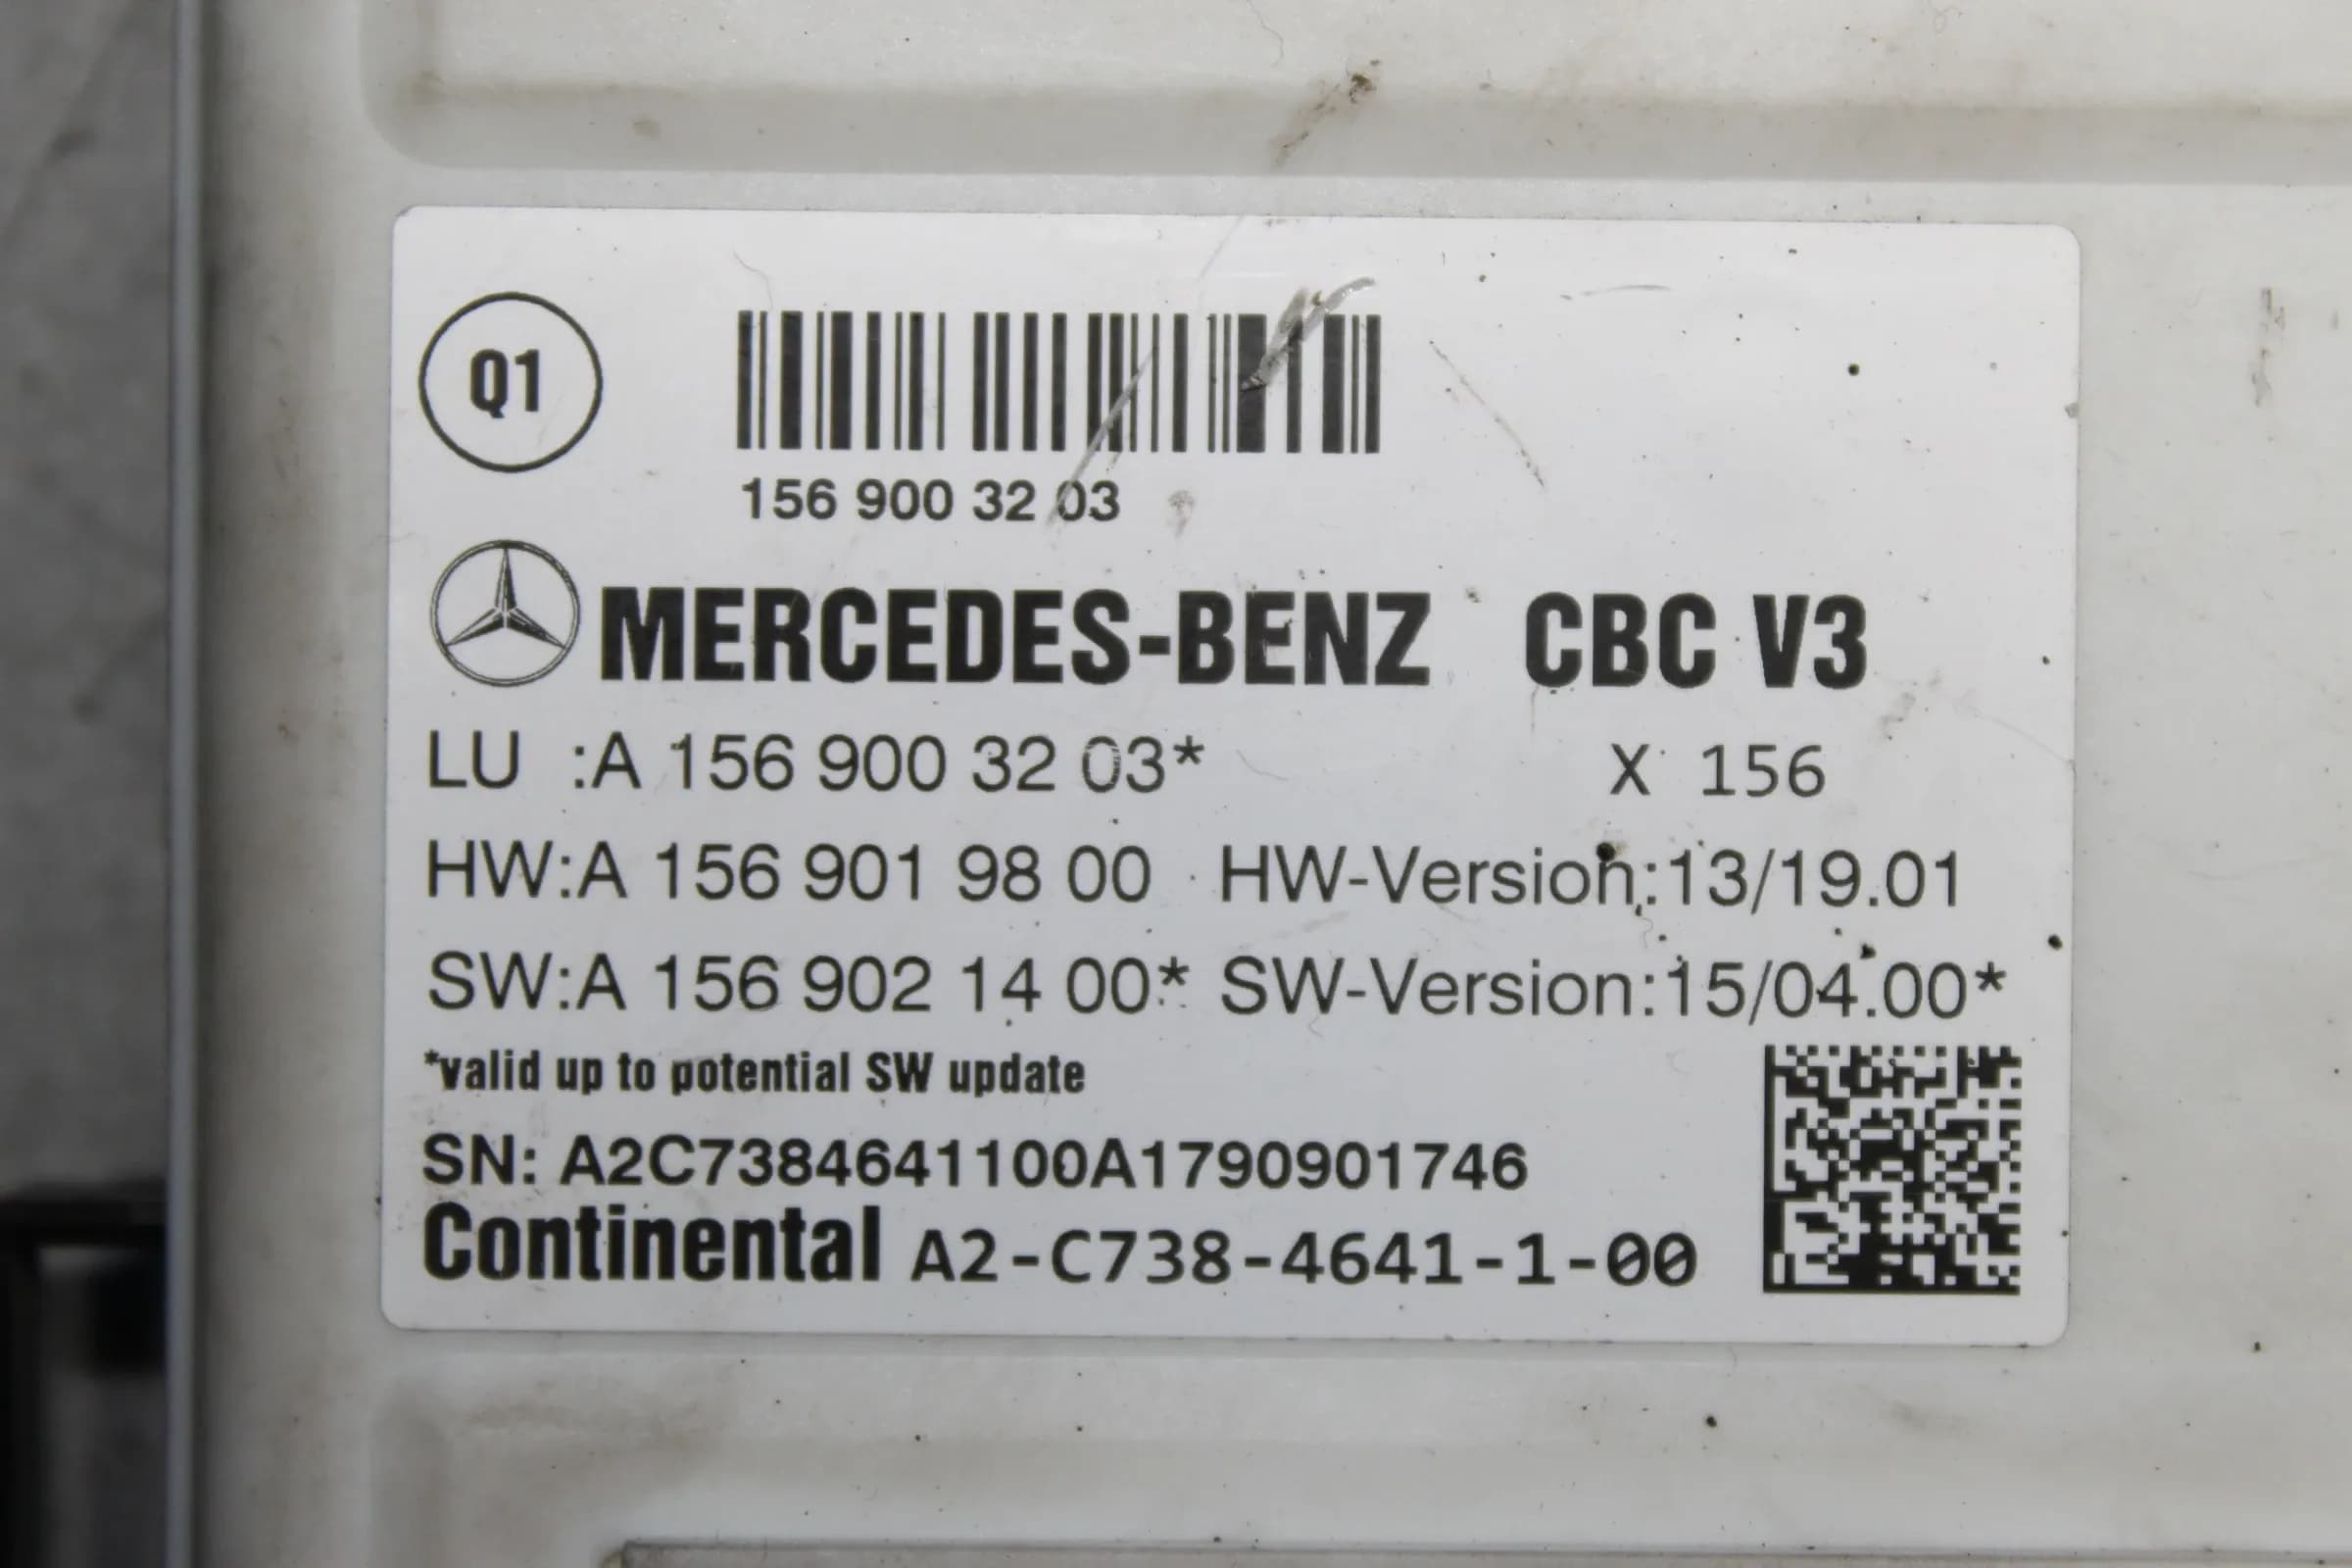 Q1
156 900 32 03
MERCEDES-BENZ CBC V3
LU :A 156 900 32 03* X 156
HW:A 156 901 98 00 HW-Version:13/19.01
SW:A 156 902 14 00* SW-Version:15/04.00*
*valid up to potential SW update
SN: A2C7384641100A1790901746
Continental A2-C738-4641-1-00